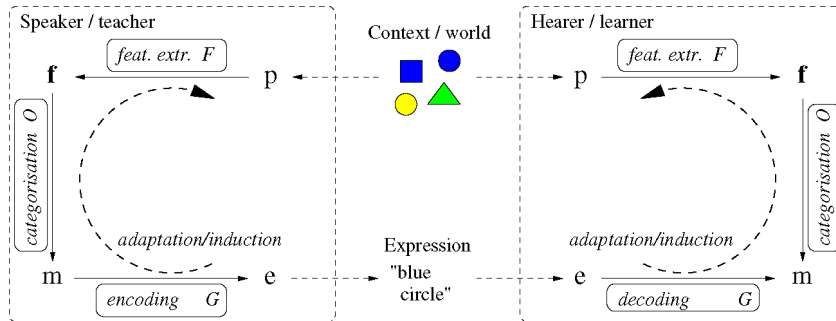 Speaker / teacher
feat. extr. F
f
p
categorisation O
adaptation/induction
m
e
encoding G
Context / world
Expression
"blue
circle"
Hearer / learner
feat. extr. F
p
f
categorisation O
adaptation/induction
e
m
decoding G